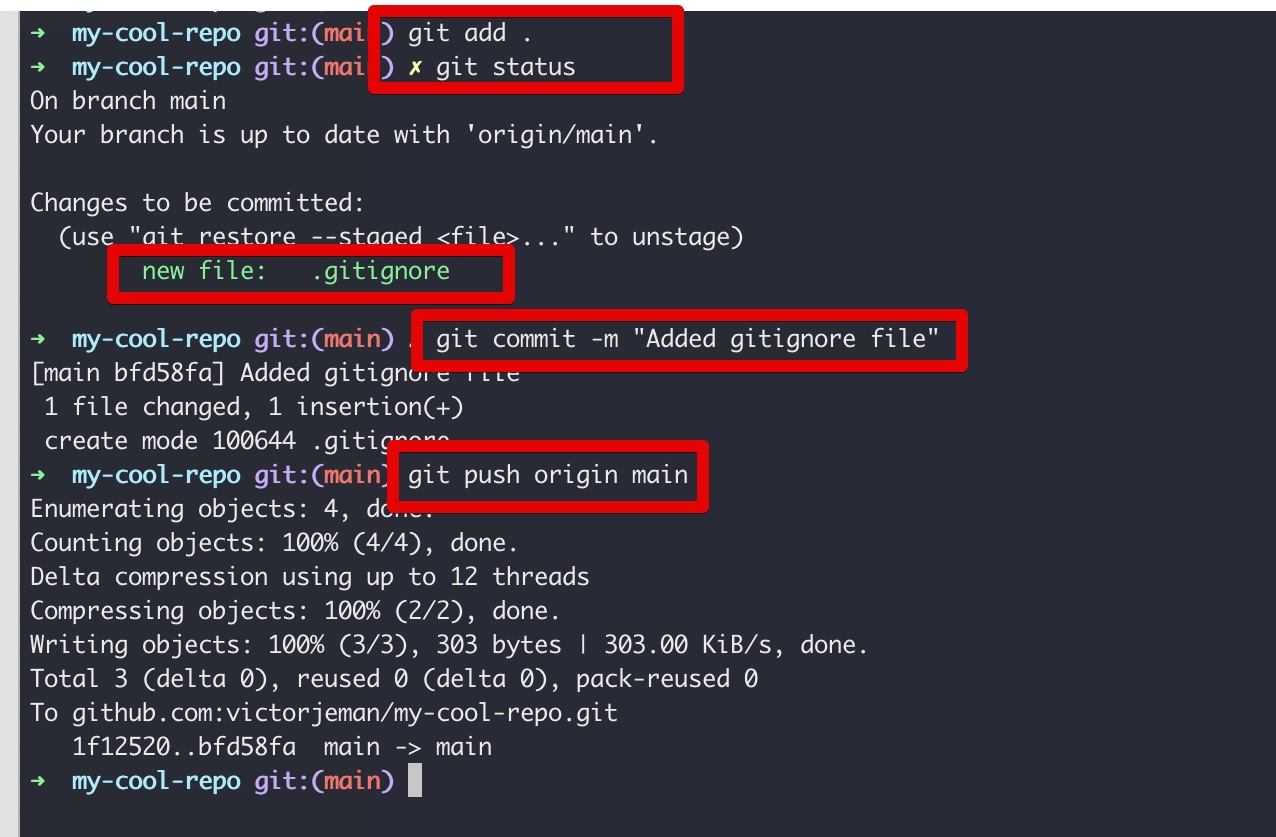 ➜ my-cool-repo git:(main) git add .
➜ my-cool-repo git:(main) ✗ git status
On branch main
Your branch is up to date with 'origin/main'.
Changes to be committed:
(use "git restore --staged <file>..." to unstage)
new file: .gitignore
➜ my-cool-repo git:(main) git commit -m "Added gitignore file"
[main bfd58fa] Added gitignore file
1 file changed, 1 insertion(+)
create mode 100644 .gitignore
➜ my-cool-repo git:(main) git push origin main
Enumerating objects: 4, done.
Counting objects: 100% (4/4), done.
Delta compression using up to 12 threads
Compressing objects: 100% (2/2), done.
Writing objects: 100% (3/3), 303 bytes | 303.00 KiB/s, done.
Total 3 (delta 0), reused 0 (delta 0), pack-reused 0
To github.com:victorjeman/my-cool-repo.git
1f12520..bfd58fa main -> main
➜ my-cool-repo git:(main)